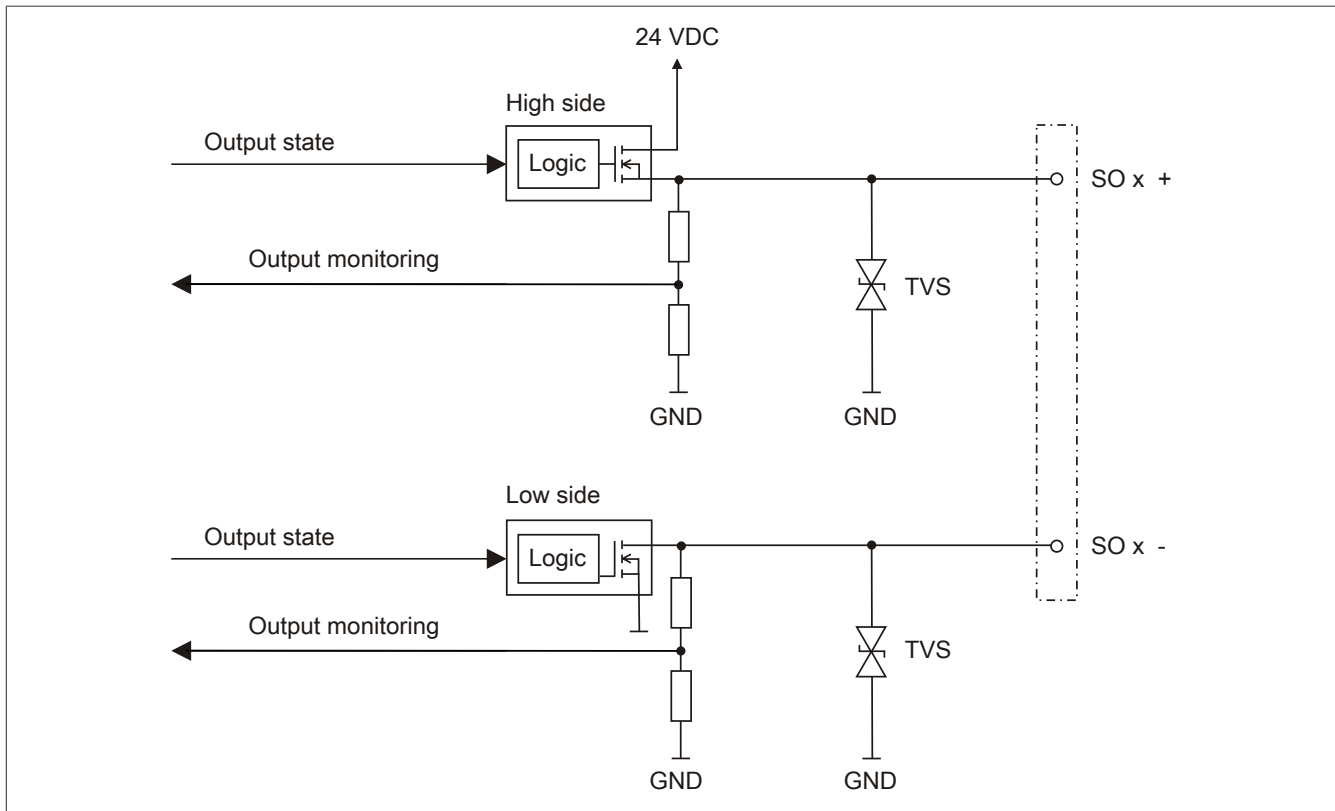 24 VDC
High side
Output state
Logic
SO x +
Output monitoring
TVS
GND
GND
Low side
Output state
Logic
SO x -
Output monitoring
TVS
GND
GND